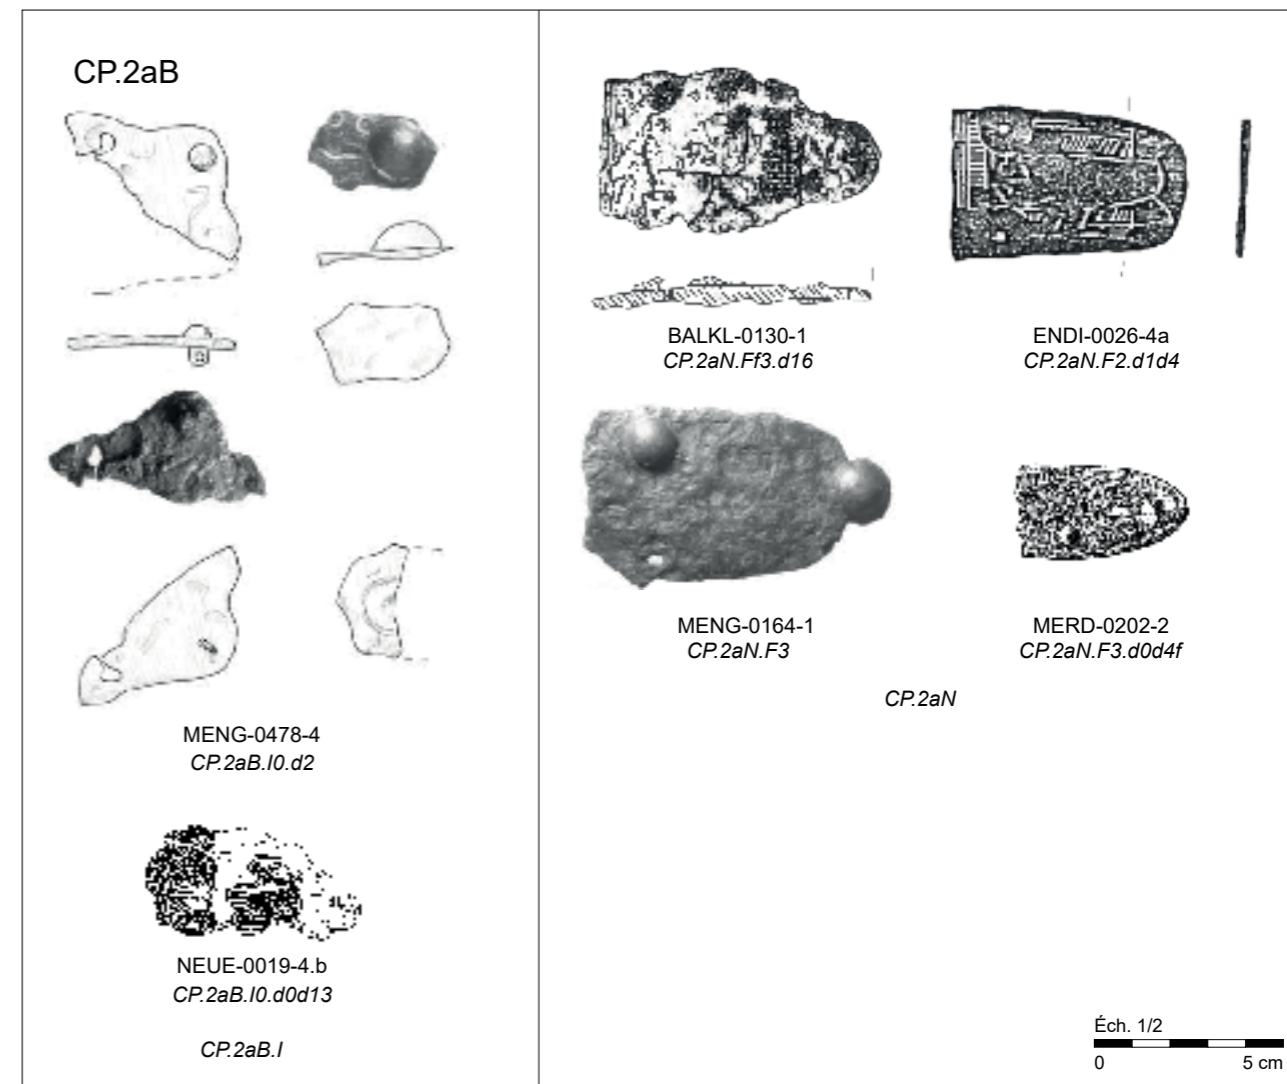 CP.2aB
MENG-0478-4
CP.2aB.I0.d2
NEUE-0019-4.b
CP.2aB.I0.d0d13
CP.2aB.I
BALKL-0130-1
CP.2aN.Ff3.d16
ENDI-0026-4a
CP.2aN.F2.d1d4
MENG-0164-1
CP.2aN.F3
MERD-0202-2
CP.2aN.F3.d0d4f
CP.2aN
Éch. 1/2
0 5 cm